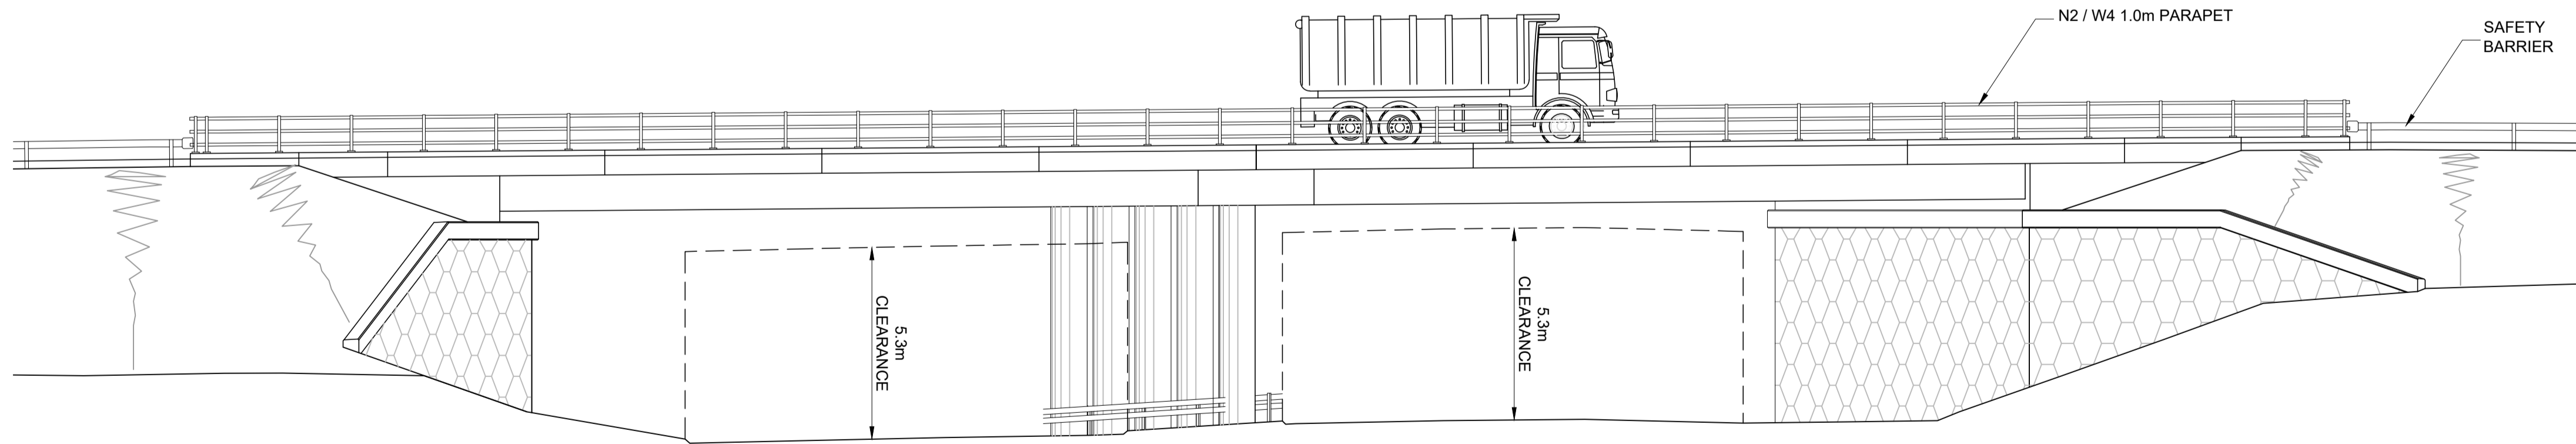 N2 / W4 1.0m PARAPET
SAFETY
BARRIER
5.3m
CLEARANCE
5.3m
CLEARANCE